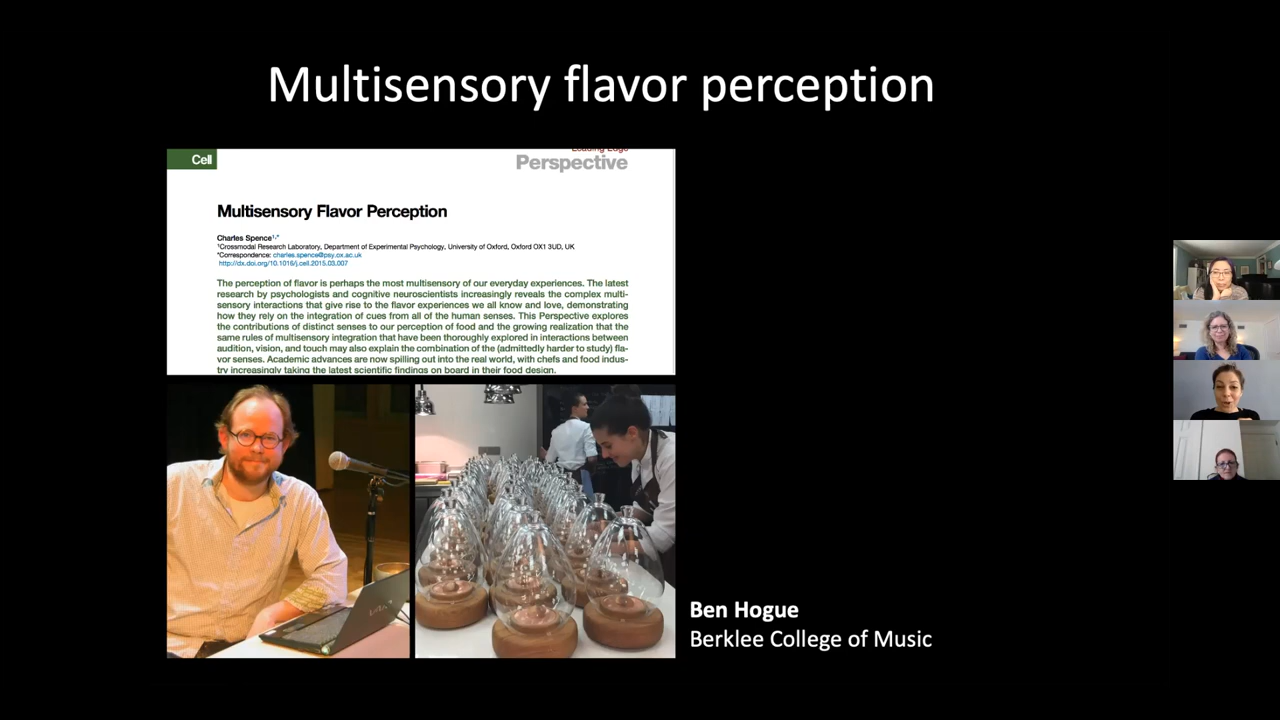 Multisensory flavor perception
Cell
Leading Edge
Perspective
Multisensory Flavor Perception
Charles Spence1,*
1Crossmodal Research Laboratory, Department of Experimental Psychology, University of Oxford, Oxford OX1 3UD, UK
*Correspondence: charles.spence@psy.ox.ac.uk
http://dx.doi.org/10.1016/j.cell.2015.03.007
The perception of flavor is perhaps the most multisensory of our everyday experiences. The latest
research by psychologists and cognitive neuroscientists increasingly reveals the complex multi-
sensory interactions that give rise to the flavor experiences we all know and love, demonstrating
how they rely on the integration of cues from all of the human senses. This Perspective explores
the contributions of distinct senses to our perception of food and the growing realization that the
same rules of multisensory integration that have been thoroughly explored in interactions between
audition, vision, and touch may also explain the combination of the (admittedly harder to study) fla-
vor senses. Academic advances are now spilling out into the real world, with chefs and food indus-
try increasingly taking the latest scientific findings on board in their food design.
Ben Hogue
Berklee College of Music